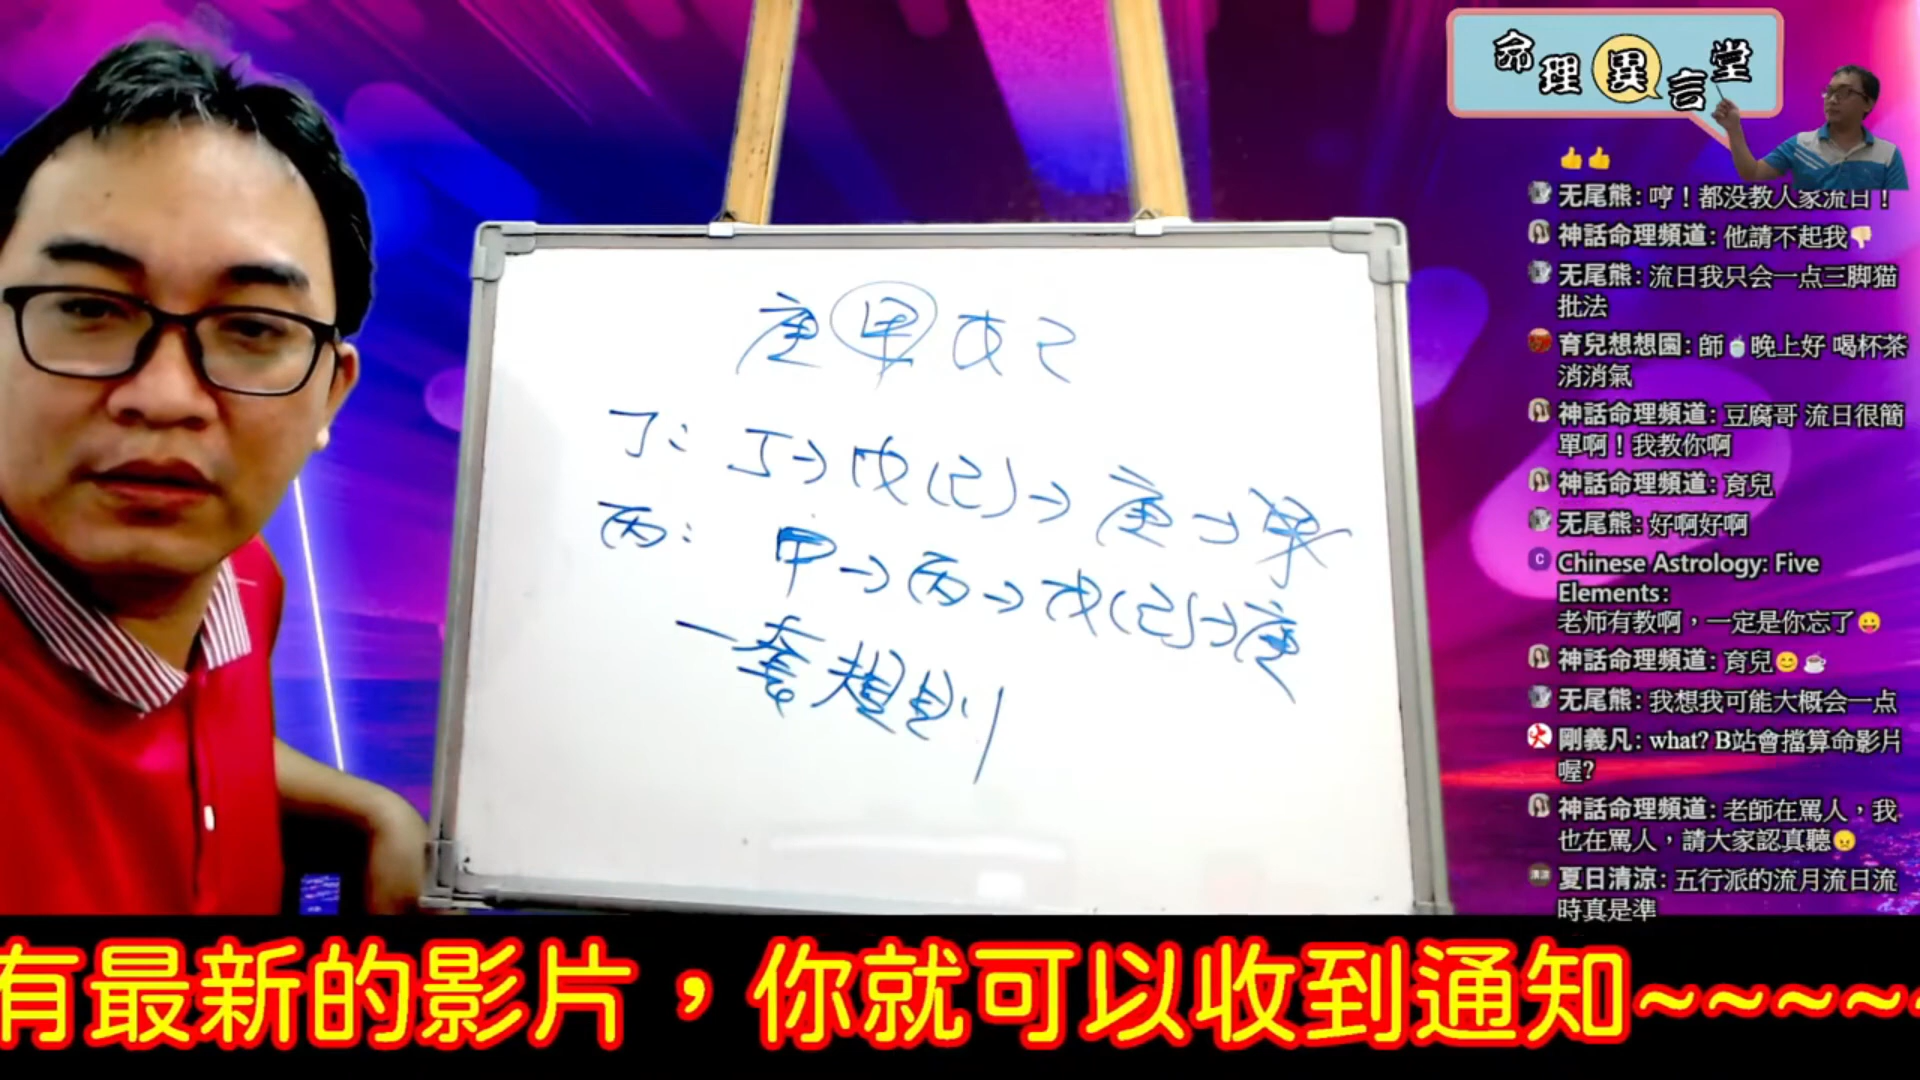 命理異言堂
👍👍
无尾熊: 哼！都没教人家流日！
神話命理頻道: 他請不起我👎
无尾熊: 流日我只会一点三脚猫
批法
育兒想想園: 師🍵晚上好 喝杯茶
消消氣
神話命理頻道: 豆腐哥 流日很簡
單啊！我教你啊
神話命理頻道: 育兒
无尾熊: 好啊好啊
Chinese Astrology: Five
Elements:
老师有教啊，一定是你忘了😛
神話命理頻道: 育兒😊☕
无尾熊: 我想我可能大概会一点
剛義凡: what? B站會擋算命影片
喔?
神話命理頻道: 老師在罵人，我
也在罵人，請大家認真聽😠
夏日清涼: 五行派的流月流日流
時真是準
丁: 丁→戊(己)→庚→
丙: 甲→丙→戊(己)→庚
一套規則
有最新的影片，你就可以收到通知~~~~~